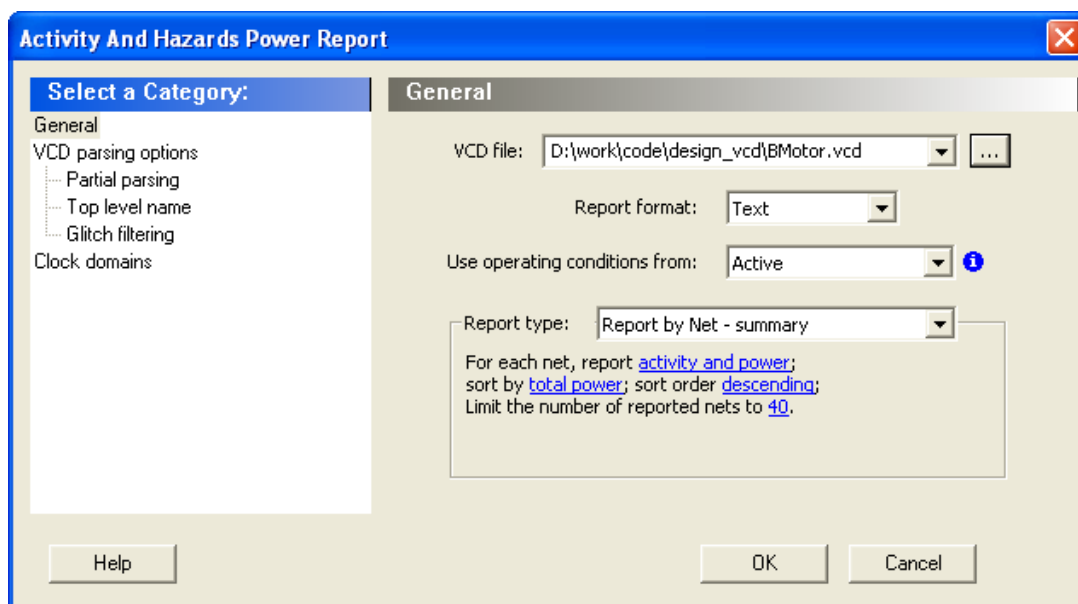 Activity And Hazards Power Report
Select a Category:
General
VCD parsing options
Partial parsing
Top level name
Glitch filtering
Clock domains
General
VCD file: D:\work\code\design_vcd\BMotor.vcd ...
Report format: Text
Use operating conditions from: Active
Report type: Report by Net - summary
For each net, report activity and power;
sort by total power; sort order descending;
Limit the number of reported nets to 40.
Help
OK
Cancel